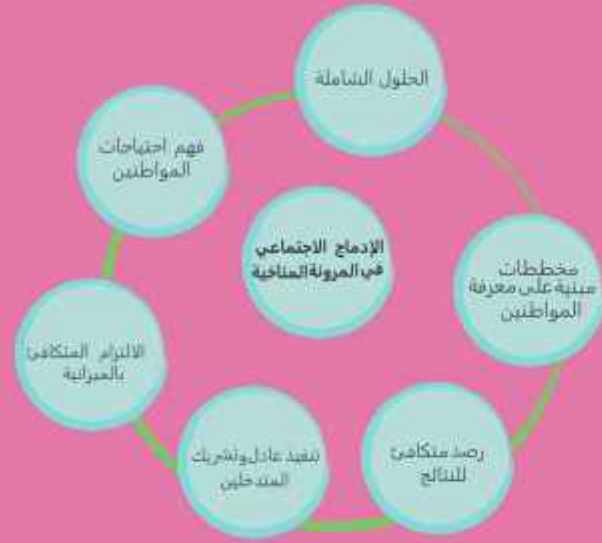 الحلول الشاملة
فهم احتياجات
المواطنين
الإدماج الاجتماعي
في المرونة المناخية
مخططات
مبنية على معرفة
المواطنين
الالتزام المتكافئ
بالميزانية
رصد متكافئ
للنتائج
تنفيذ عادل وتشريك
المتدخلين